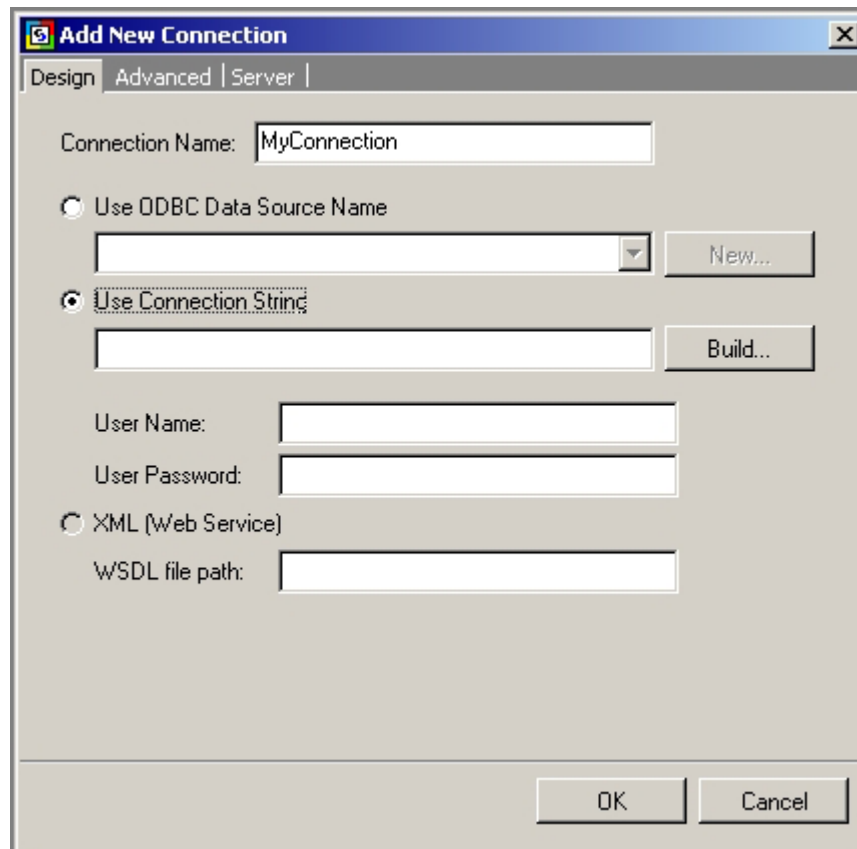 Add New Connection
Design Advanced Server
Connection Name: MyConnection
Use ODBC Data Source Name
New...
Use Connection String
Build...
User Name:
User Password:
XML (Web Service)
WSDL file path:
OK Cancel